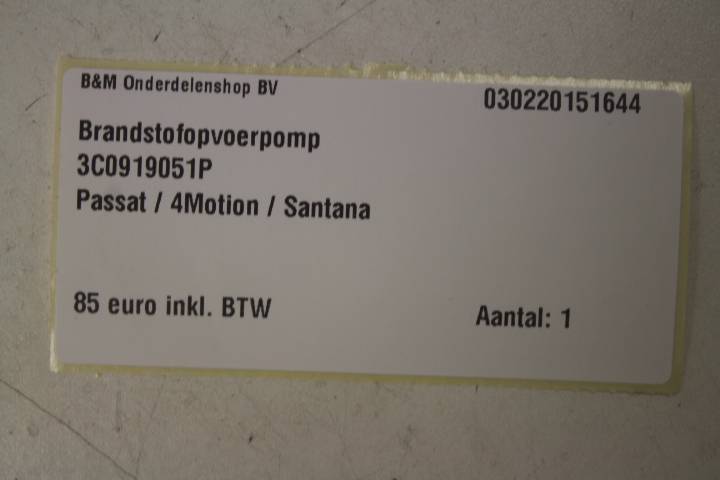 B&M Onderdelenshop BV
030220151644
Brandstofopvoerpomp
3C0919051P
Passat / 4Motion / Santana
85 euro inkl. BTW
Aantal: 1